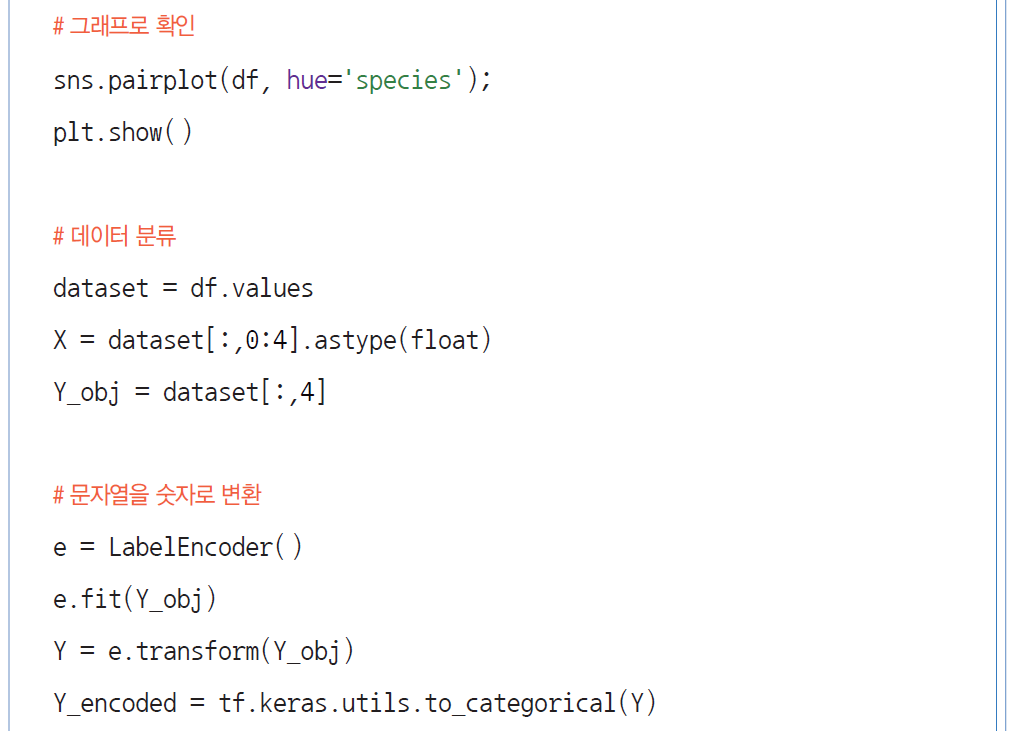 # 그래프로 확인
sns.pairplot(df, hue='species');
plt.show()
# 데이터 분류
dataset = df.values
X = dataset[:,0:4].astype(float)
Y_obj = dataset[:,4]
# 문자열을 숫자로 변환
e = LabelEncoder()
e.fit(Y_obj)
Y = e.transform(Y_obj)
Y_encoded = tf.keras.utils.to_categorical(Y)